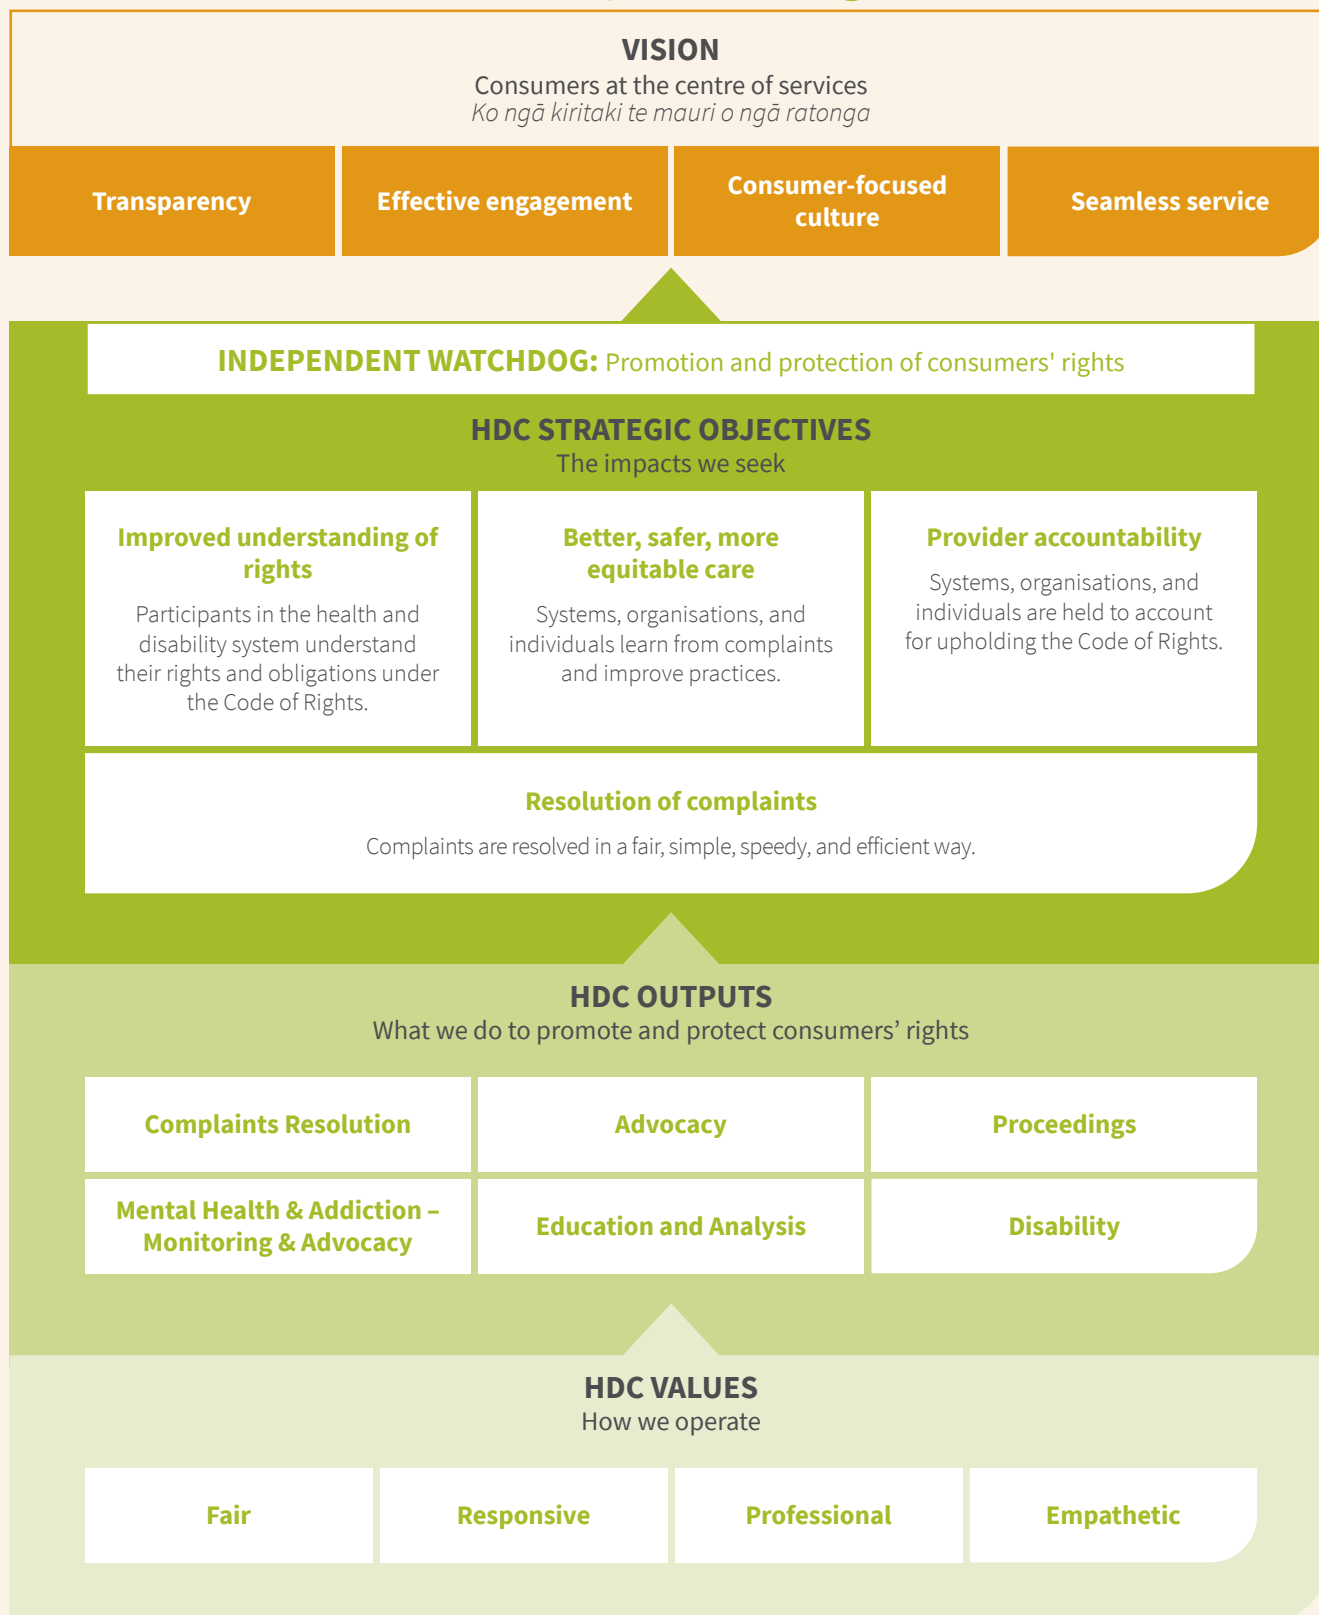 VISION
Consumers at the centre of services
Ko ngā kiritaki te mauri o ngā ratonga
Transparency
Effective engagement
Consumer-focused
culture
Seamless service
INDEPENDENT WATCHDOG: Promotion and protection of consumers' rights
HDC STRATEGIC OBJECTIVES
The impacts we seek
Improved understanding of
rights
Participants in the health and
disability system understand
their rights and obligations under
the Code of Rights.
Better, safer, more
equitable care
Systems, organisations, and
individuals learn from complaints
and improve practices.
Provider accountability
Systems, organisations, and
individuals are held to account
for upholding the Code of Rights.
Resolution of complaints
Complaints are resolved in a fair, simple, speedy, and efficient way.
HDC OUTPUTS
What we do to promote and protect consumers’ rights
Complaints Resolution
Advocacy
Proceedings
Mental Health & Addiction –
Monitoring & Advocacy
Education and Analysis
Disability
HDC VALUES
How we operate
Fair
Responsive
Professional
Empathetic